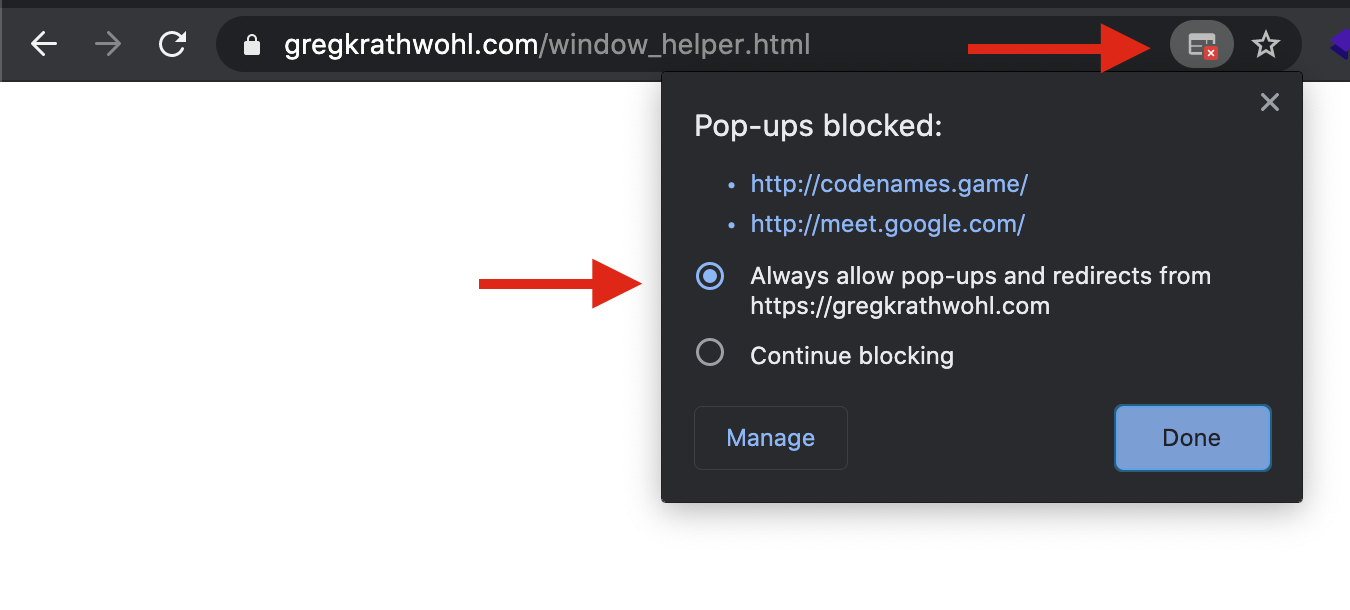 gregkrathwohl.com/window_helper.html
Pop-ups blocked:
• http://codenames.game/
• http://meet.google.com/
Always allow pop-ups and redirects from
https://gregkrathwohl.com
Continue blocking
Manage
Done